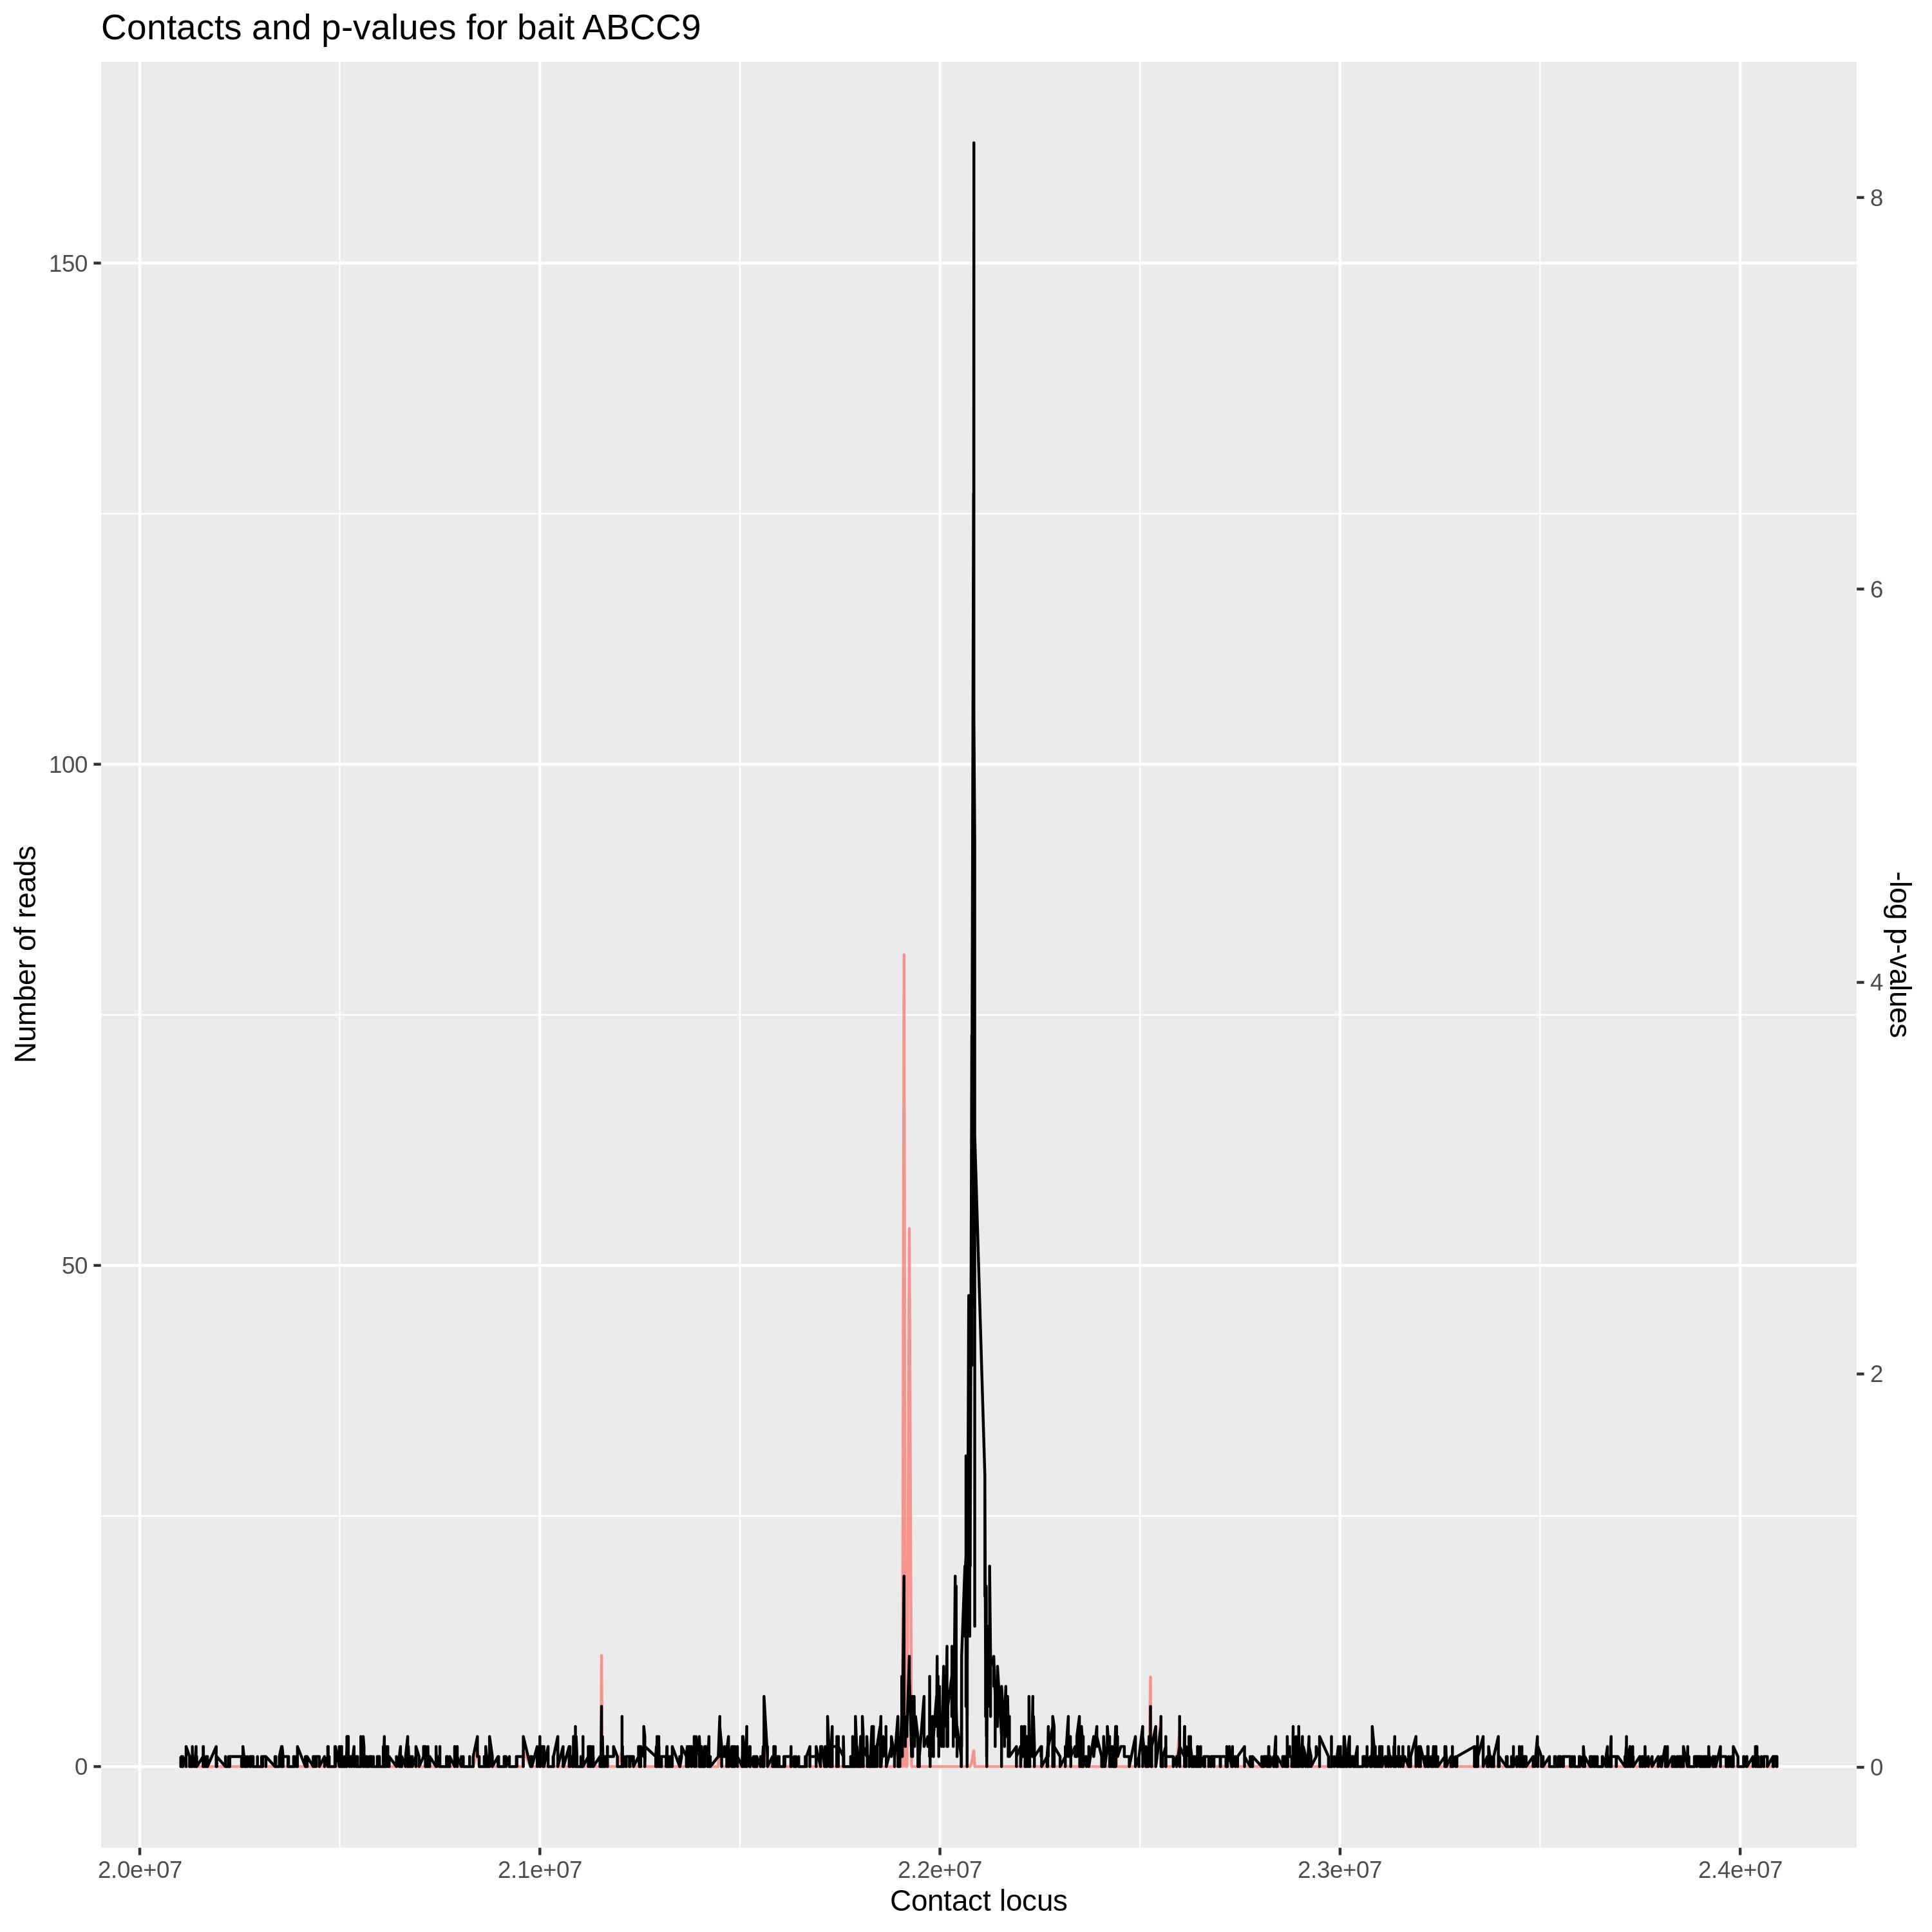 Contacts and p-values for bait ABCC9
150
100
50
0
Number of reads
8
6
4
2
0
-log p-values
2.0e+07
2.1e+07
2.2e+07
2.3e+07
2.4e+07
Contact locus